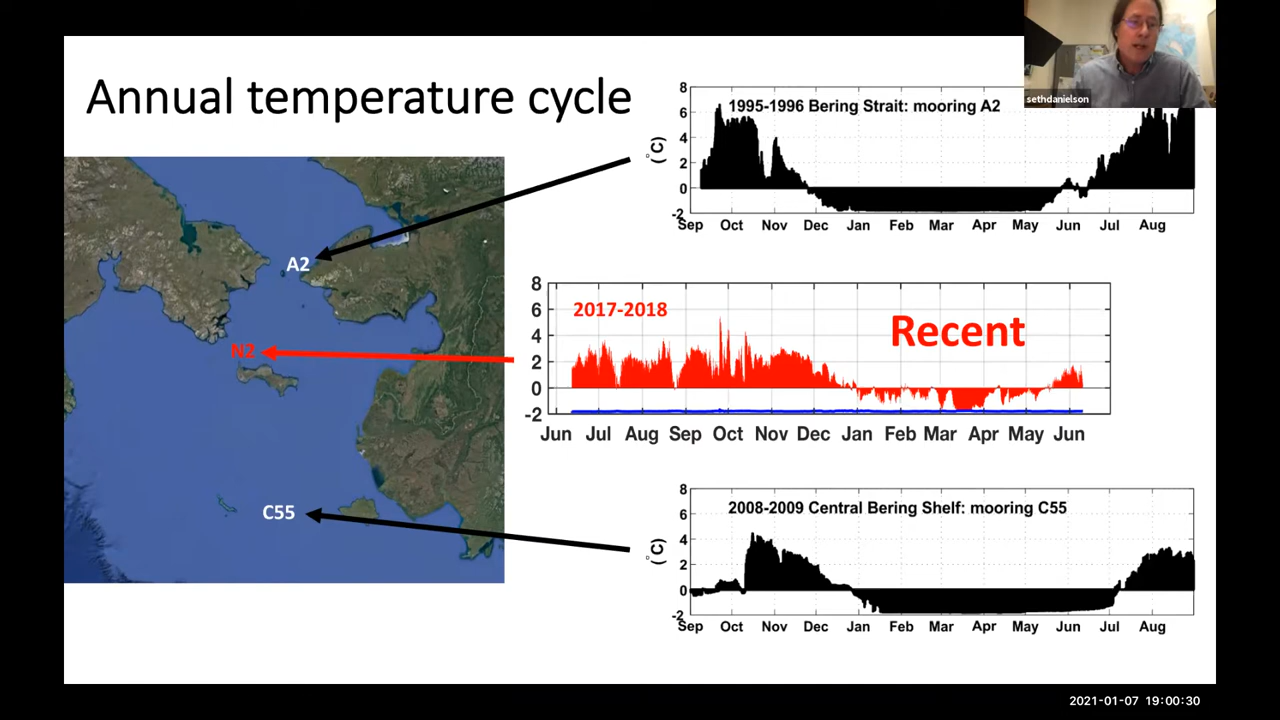 Annual temperature cycle
sethdanielson
A2
N2
C55
1995-1996 Bering Strait: mooring A2
(°C)
8
6
4
2
0
-2
Sep Oct Nov Dec Jan Feb Mar Apr May Jun Jul Aug
2017-2018
Recent
8
6
4
2
0
-2
Jun Jul Aug Sep Oct Nov Dec Jan Feb Mar Apr May Jun
2008-2009 Central Bering Shelf: mooring C55
(°C)
8
6
4
2
0
-2
Sep Oct Nov Dec Jan Feb Mar Apr May Jun Jul Aug
2021-01-07 19:00:30